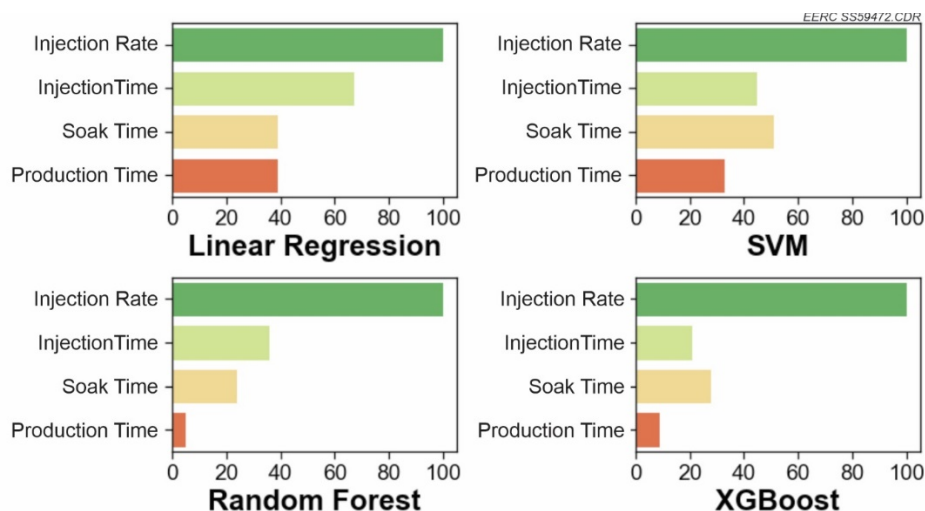 EERC SS59472.CDR
Injection Rate
InjectionTime
Soak Time
Production Time
0 20 40 60 80 100
Linear Regression
Injection Rate
InjectionTime
Soak Time
Production Time
0 20 40 60 80 100
SVM
Injection Rate
InjectionTime
Soak Time
Production Time
0 20 40 60 80 100
Random Forest
Injection Rate
InjectionTime
Soak Time
Production Time
0 20 40 60 80 100
XGBoost